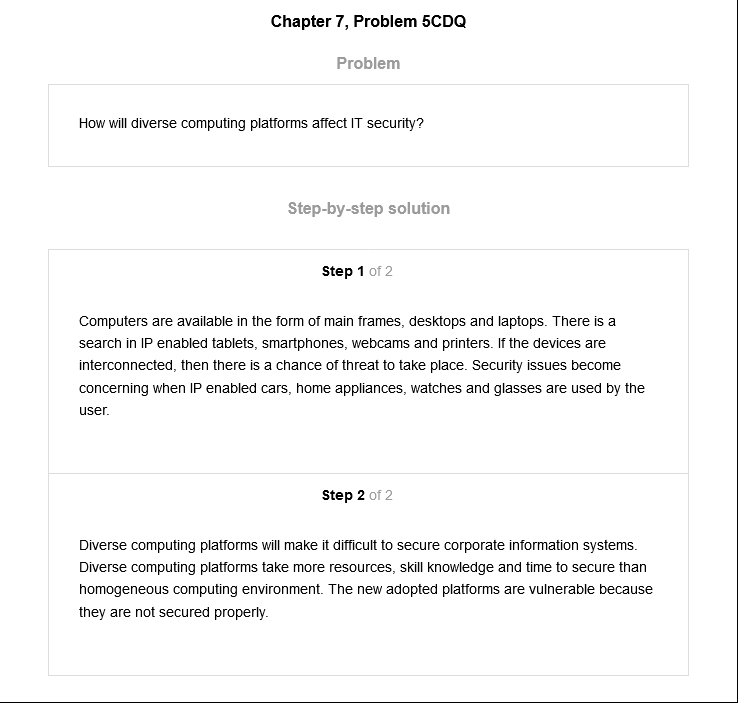 Chapter 7, Problem 5CDQ
Problem
How will diverse computing platforms affect IT security?
Step-by-step solution
Step 1 of 2
Computers are available in the form of main frames, desktops and laptops. There is a
search in IP enabled tablets, smartphones, webcams and printers. If the devices are
interconnected, then there is a chance of threat to take place. Security issues become
concerning when IP enabled cars, home appliances, watches and glasses are used by the
user.
Step 2 of 2
Diverse computing platforms will make it difficult to secure corporate information systems.
Diverse computing platforms take more resources, skill knowledge and time to secure than
homogeneous computing environment. The new adopted platforms are vulnerable because
they are not secured properly.